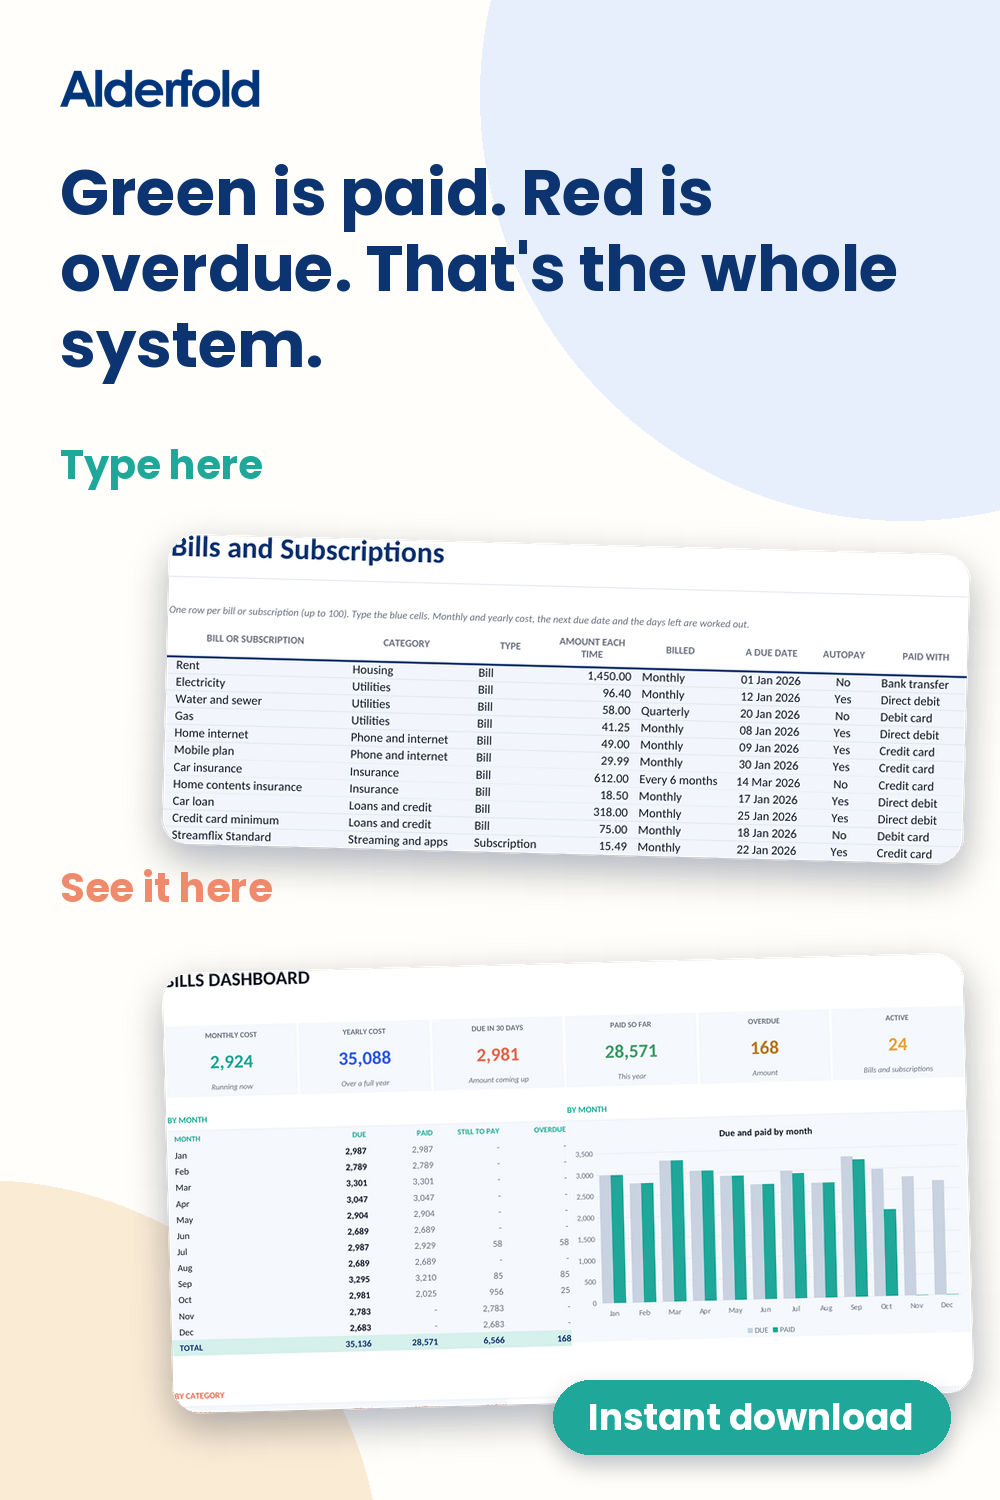 Alderfold
Green is paid. Red is
overdue. That's the whole
system.
Type here
Bills and Subscriptions
One row per bill or subscription (up to 100). Type the blue cells. Monthly and yearly cost, the next due date and the days left are worked out.
BILL OR SUBSCRIPTION CATEGORY TYPE AMOUNT EACH TIME BILLED A DUE DATE AUTOPAY PAID WITH
Rent Housing Bill 1,450.00 Monthly 01 Jan 2026 No Bank transfer
Electricity Utilities Bill 96.40 Monthly 12 Jan 2026 Yes Direct debit
Water and sewer Utilities Bill 58.00 Quarterly 20 Jan 2026 No Debit card
Gas Utilities Bill 41.25 Monthly 08 Jan 2026 Yes Direct debit
Home internet Phone and internet Bill 49.00 Monthly 09 Jan 2026 Yes Credit card
Mobile plan Phone and internet Bill 29.99 Monthly 30 Jan 2026 Yes Credit card
Car insurance Insurance Bill 612.00 Every 6 months 14 Mar 2026 No Credit card
Home contents insurance Insurance Bill 18.50 Monthly 17 Jan 2026 Yes Direct debit
Car loan Loans and credit Bill 318.00 Monthly 25 Jan 2026 Yes Direct debit
Credit card minimum Loans and credit Bill 75.00 Monthly 18 Jan 2026 No Debit card
Streamflix Standard Streaming and apps Subscription 15.49 Monthly 22 Jan 2026 Yes Credit card
See it here
BILLS DASHBOARD
MONTHLY COST YEARLY COST DUE IN 30 DAYS PAID SO FAR OVERDUE ACTIVE
2,924 35,088 2,981 28,571 168 24
Running now Over a full year Amount coming up This year Amount Bills and subscriptions
BY MONTH
MONTH DUE PAID STILL TO PAY OVERDUE
Jan 2,987 2,987 - -
Feb 2,789 2,789 - -
Mar 3,301 3,301 - -
Apr 3,047 3,047 - -
May 2,904 2,904 - -
Jun 2,689 2,689 - -
Jul 2,987 2,929 58 58
Aug 2,689 2,689 - -
Sep 3,295 3,210 85 85
Oct 2,981 2,025 956 25
Nov 2,783 - 2,783 -
Dec 2,683 - 2,683 -
TOTAL 35,136 28,571 6,566 168
BY MONTH
Due and paid by month
3,500
3,000
2,500
2,000
1,500
1,000
500
0
Jan Feb Mar Apr May Jun Jul Aug Sep Oct Nov Dec
DUE PAID
BY CATEGORY
Instant download